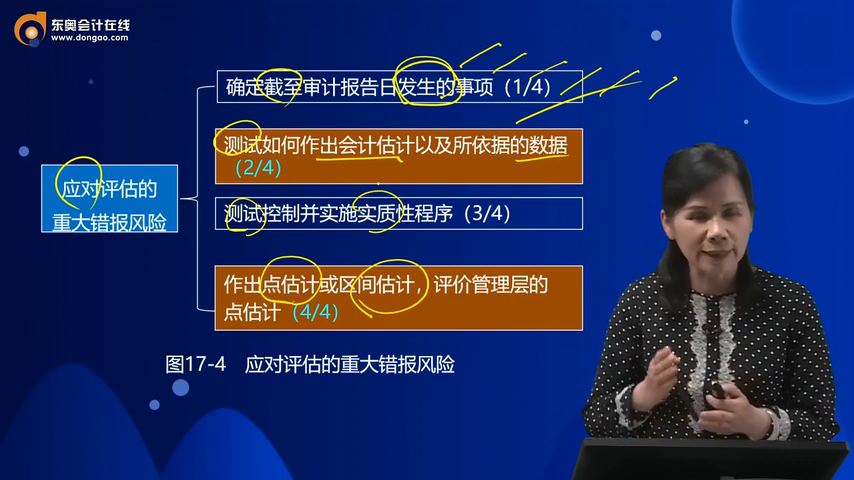 东奥会计在线
www.dongao.com
确定截至审计报告日发生的事项（1/4）
测试如何作出会计估计以及所依据的数据
（2/4）
应对评估的
重大错报风险
测试控制并实施实质性程序（3/4）
作出点估计或区间估计，评价管理层的
点估计（4/4）
图17-4　应对评估的重大错报风险